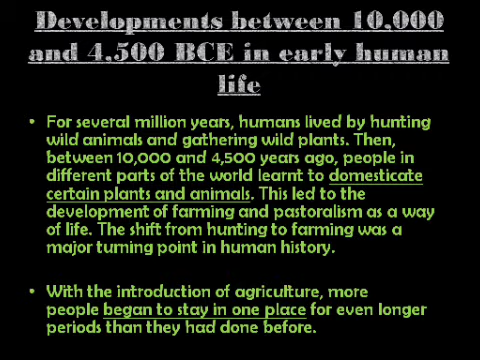 Developments between 10,000
and 4,500 BCE in early human
life
• For several million years, humans lived by hunting
wild animals and gathering wild plants. Then,
between 10,000 and 4,500 years ago, people in
different parts of the world learnt to domesticate
certain plants and animals. This led to the
development of farming and pastoralism as a way
of life. The shift from hunting to farming was a
major turning point in human history.
• With the introduction of agriculture, more
people began to stay in one place for even longer
periods than they had done before.